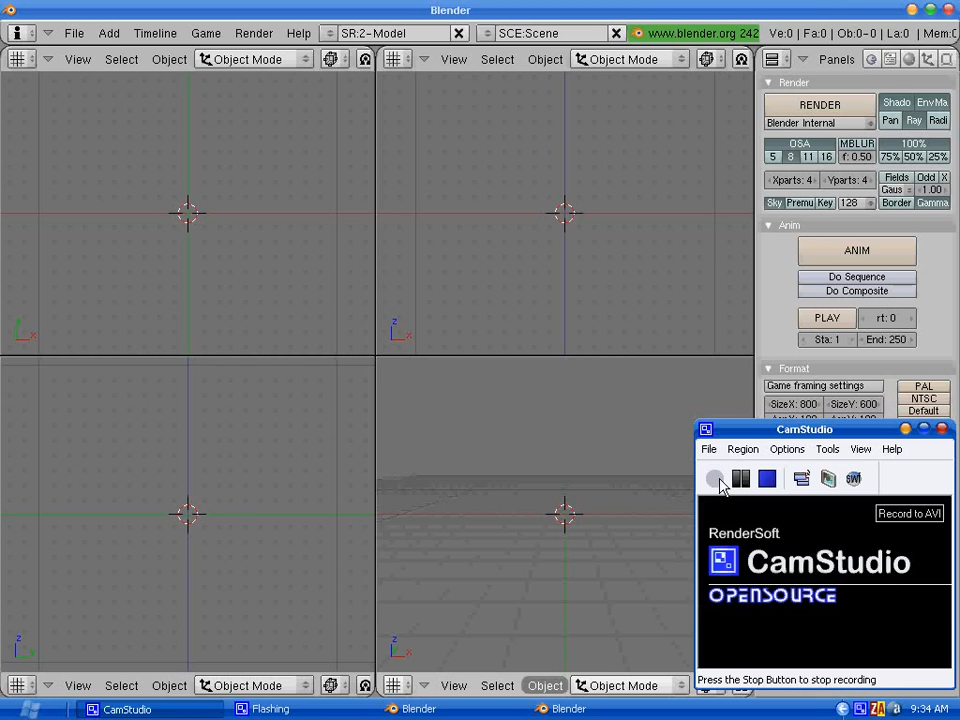 Blender
File Add Timeline Game Render Help SR:2-Model SCE:Scene www.blender.org 242 Ve:0 | Fa:0 | Ob:0-0 | La:0 | Mem:0
View Select Object Object Mode
View Select Object Object Mode
Panels
Render
RENDER
Blender Internal
Shado EnvMa
Pan Ray Radi
OSA MBLUR 100%
5 8 11 16 f: 0.50 75% 50% 25%
Xparts: 4 Yparts: 4
Fields Odd X
Gaus 1.00
Sky Premu Key 128 Border Gamma
Anim
ANIM
Do Sequence
Do Composite
PLAY rt: 0
Sta: 1 End: 250
Format
Game framing settings
SizeX: 800 SizeY: 600
PAL
NTSC
Default
x
z x
z y
y x
CamStudio
File Region Options Tools View Help
SWF
Record to AVI
RenderSoft
CamStudio
OPENSOURCE
Press the Stop Button to stop recording
View Select Object Object Mode
View Select Object Object Mode
CamStudio Flashing Blender Blender 9:34 AM